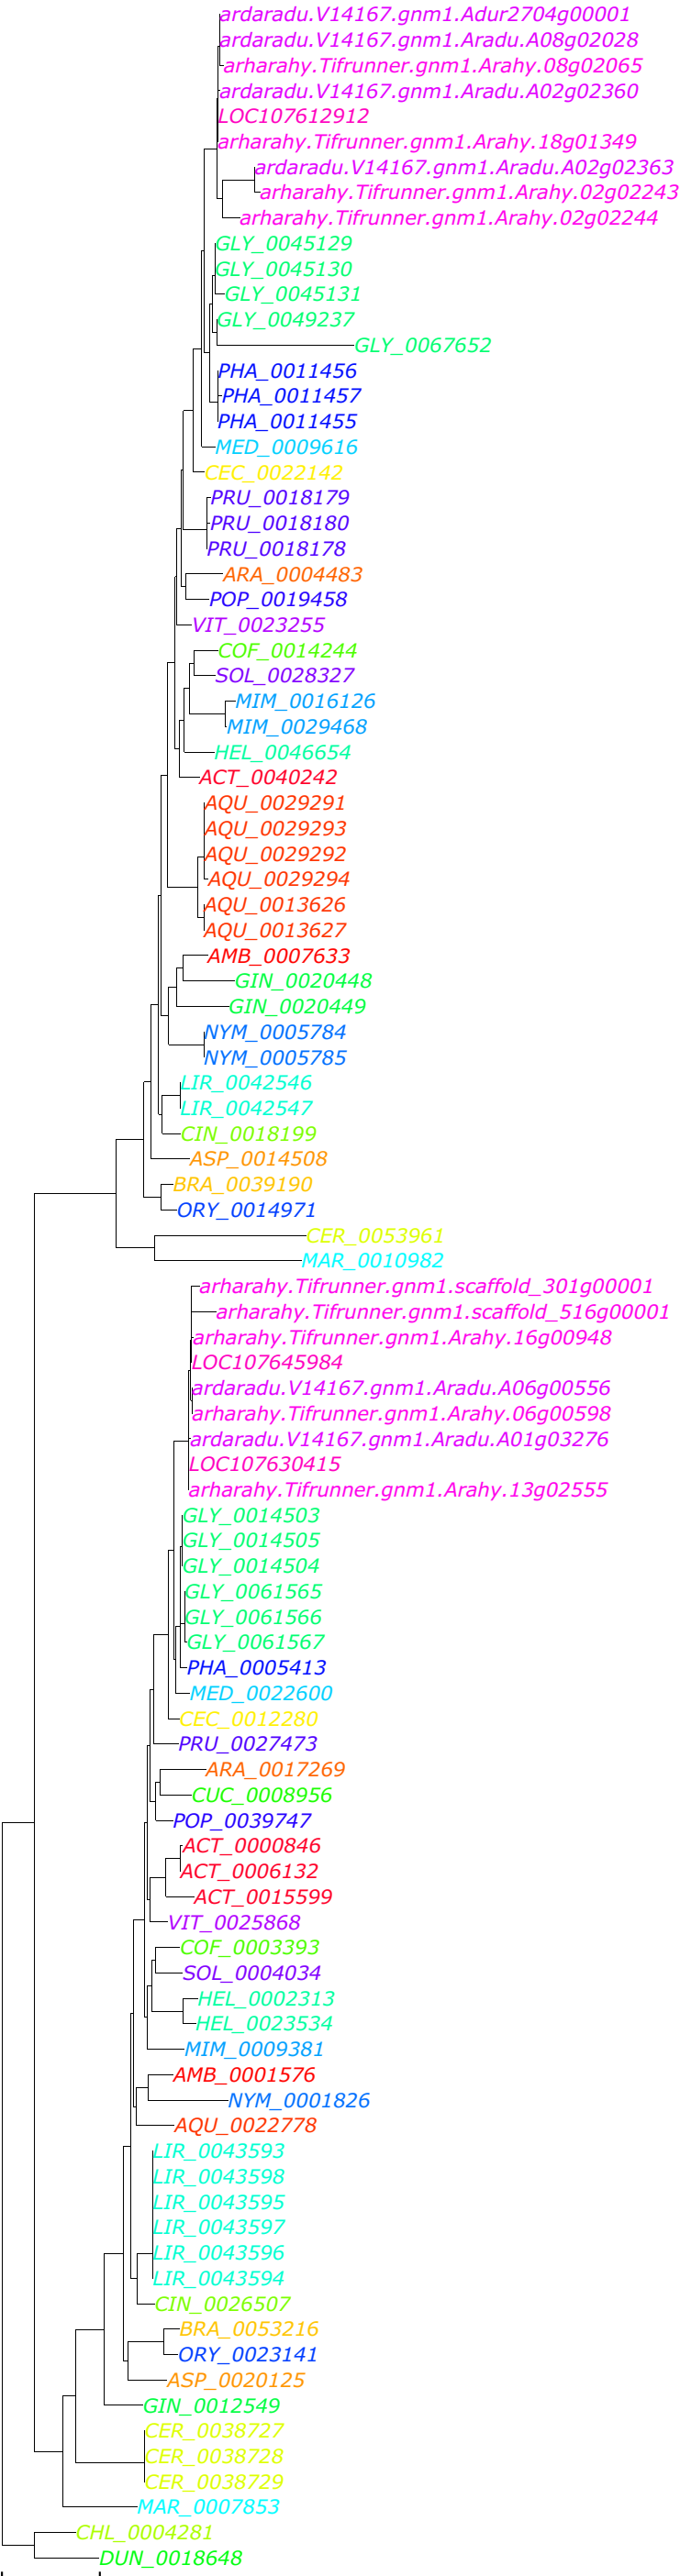 ardaradu.V14167.gnm1.Adur2704g00001
ardaradu.V14167.gnm1.Aradu.A08g02028
arharahy.Tifrunner.gnm1.Arahy.08g02065
ardaradu.V14167.gnm1.Aradu.A02g02360
LOC107612912
arharahy.Tifrunner.gnm1.Arahy.18g01349
ardaradu.V14167.gnm1.Aradu.A02g02363
arharahy.Tifrunner.gnm1.Arahy.02g02243
arharahy.Tifrunner.gnm1.Arahy.02g02244
GLY_0045129
GLY_0045130
GLY_0045131
GLY_0049237
GLY_0067652
PHA_0011456
PHA_0011457
PHA_0011455
MED_0009616
CEC_0022142
PRU_0018179
PRU_0018180
PRU_0018178
ARA_0004483
POP_0019458
VIT_0023255
COF_0014244
SOL_0028327
MIM_0016126
MIM_0029468
HEL_0046654
ACT_0040242
AQU_0029291
AQU_0029293
AQU_0029292
AQU_0029294
AQU_0013626
AQU_0013627
AMB_0007633
GIN_0020448
GIN_0020449
NYM_0005784
NYM_0005785
LIR_0042546
LIR_0042547
CIN_0018199
ASP_0014508
BRA_0039190
ORY_0014971
CER_0053961
MAR_0010982
arharahy.Tifrunner.gnm1.scaffold_301g00001
arharahy.Tifrunner.gnm1.scaffold_516g00001
arharahy.Tifrunner.gnm1.Arahy.16g00948
LOC107645984
ardaradu.V14167.gnm1.Aradu.A06g00556
arharahy.Tifrunner.gnm1.Arahy.06g00598
ardaradu.V14167.gnm1.Aradu.A01g03276
LOC107630415
arharahy.Tifrunner.gnm1.Arahy.13g02555
GLY_0014503
GLY_0014505
GLY_0014504
GLY_0061565
GLY_0061566
GLY_0061567
PHA_0005413
MED_0022600
CEC_0012280
PRU_0027473
ARA_0017269
CUC_0008956
POP_0039747
ACT_0000846
ACT_0006132
ACT_0015599
VIT_0025868
COF_0003393
SOL_0004034
HEL_0002313
HEL_0023534
MIM_0009381
AMB_0001576
NYM_0001826
AQU_0022778
LIR_0043593
LIR_0043598
LIR_0043595
LIR_0043597
LIR_0043596
LIR_0043594
CIN_0026507
BRA_0053216
ORY_0023141
ASP_0020125
GIN_0012549
CER_0038727
CER_0038728
CER_0038729
MAR_0007853
CHL_0004281
DUN_0018648